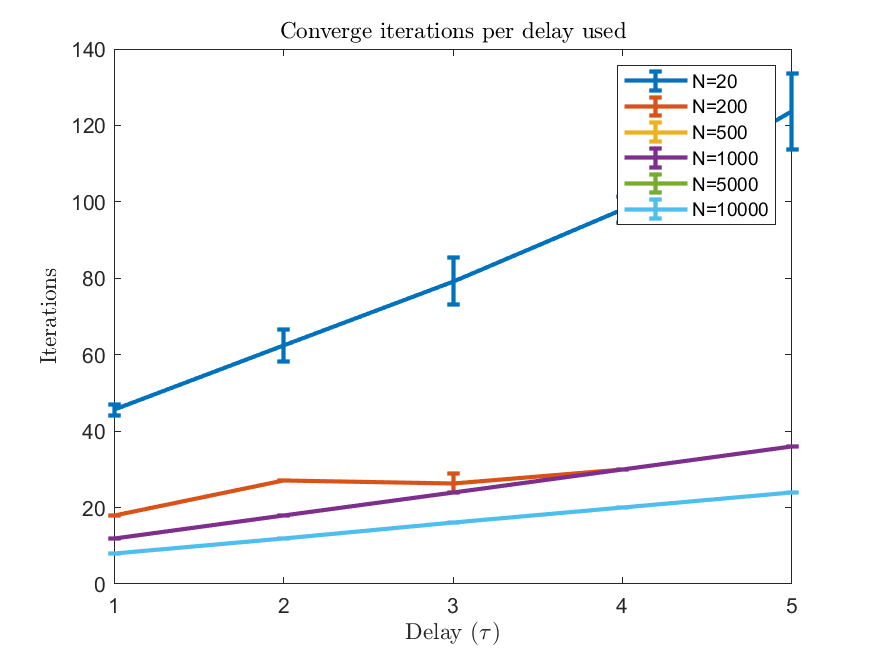 Converge iterations per delay used
140
120
100
80
60
40
20
0
Iterations
N=20
N=200
N=500
N=1000
N=5000
N=10000
1 2 3 4 5
Delay (τ)